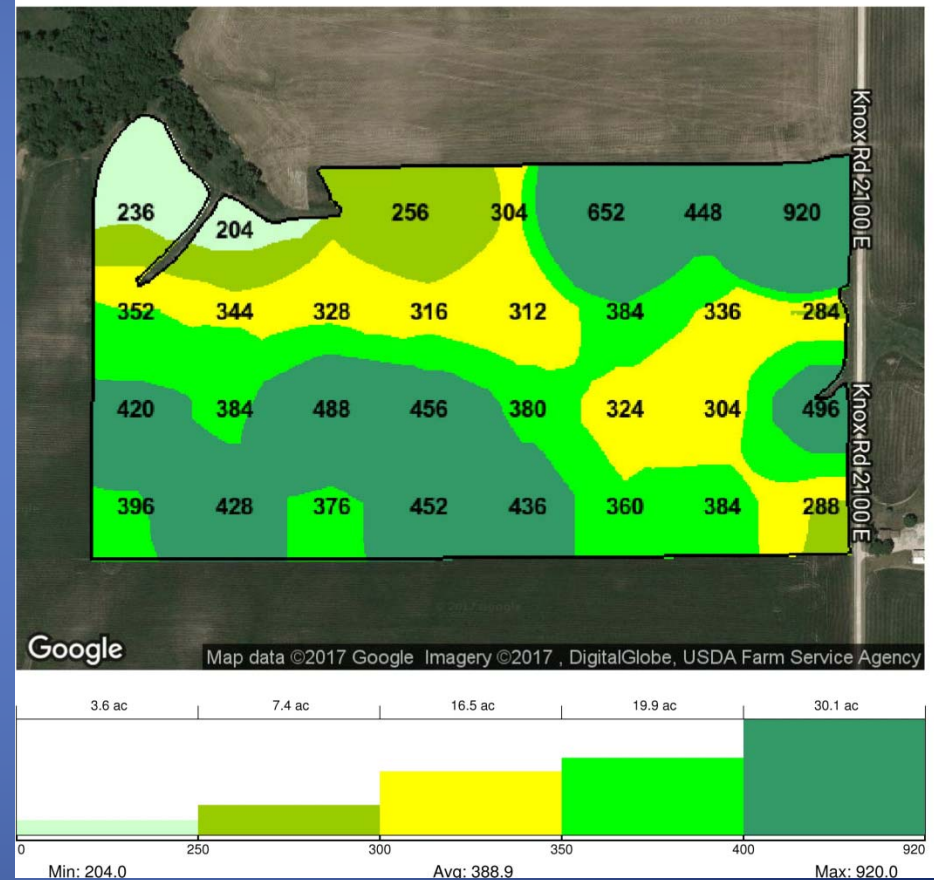 Knox Rd 2100 E
236 204 256 304 652 448 920
352 344 328 316 312 384 336 284
420 384 488 456 380 324 304 496
Knox Rd 2100 E
396 428 376 452 436 360 384 288
© 2017 Google
Google
Map data ©2017 Google Imagery ©2017 , DigitalGlobe, USDA Farm Service Agency
3.6 ac 7.4 ac 16.5 ac 19.9 ac 30.1 ac
0 250 300 350 400 920
Min: 204.0 Avg: 388.9 Max: 920.0